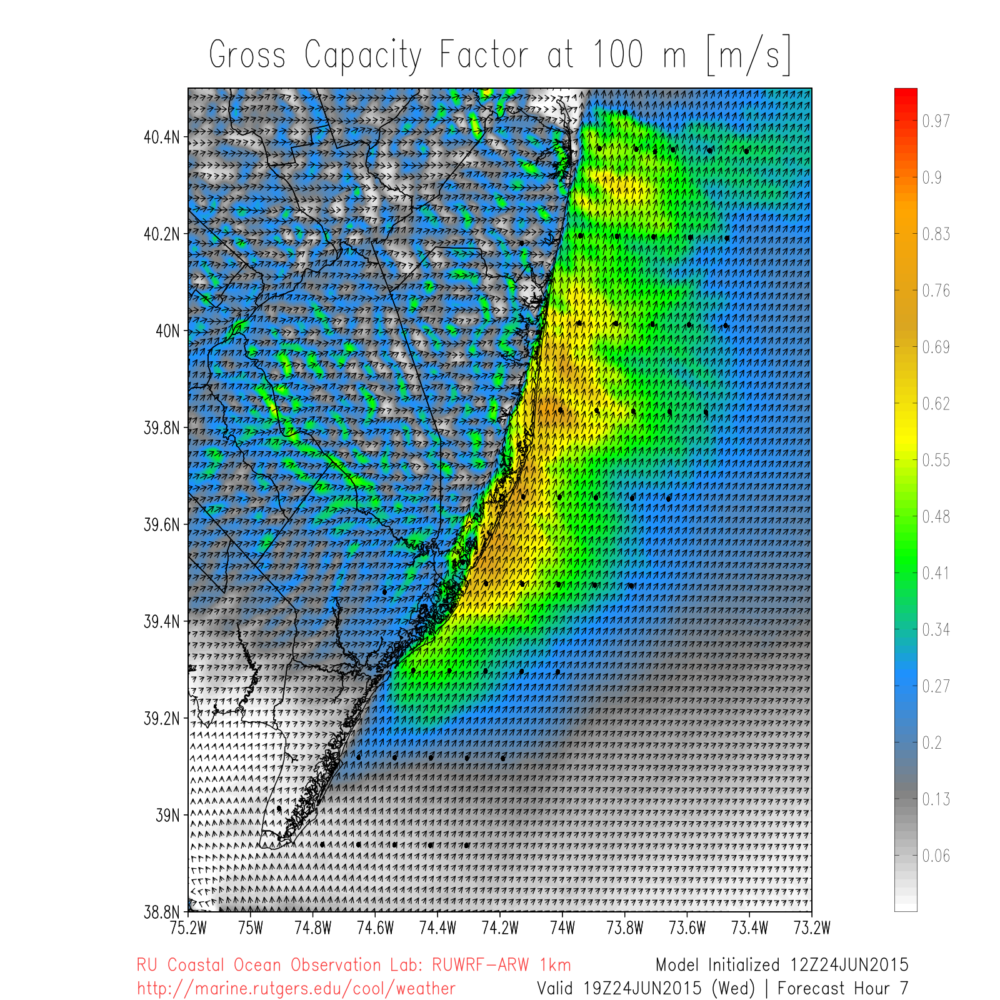 Gross Capacity Factor at 100 m [m/s]
40.4N
40.2N
40N
39.8N
39.6N
39.4N
39.2N
39N
38.8N
75.2W 75W 74.8W 74.6W 74.4W 74.2W 74W 73.8W 73.6W 73.4W 73.2W
0.97
0.9
0.83
0.76
0.69
0.62
0.55
0.48
0.41
0.34
0.27
0.2
0.13
0.06
RU Coastal Ocean Observation Lab: RUWRF-ARW 1km
http://marine.rutgers.edu/cool/weather
Model Initialized 12Z24JUN2015
Valid 19Z24JUN2015 (Wed) | Forecast Hour 7